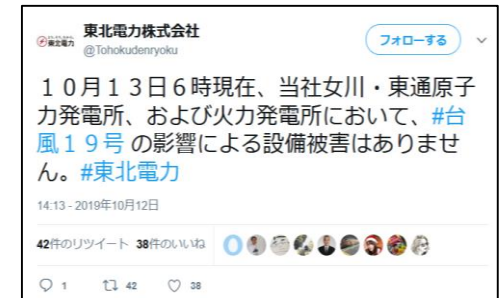 東北電力
東北電力株式会社
@Tohokudenryoku
フォローする
１０月１３日６時現在、当社女川・東通原子
力発電所、および火力発電所において、#台
風１９号 の影響による設備被害はありませ
ん。#東北電力
14:13 - 2019年10月12日
42件のリツイート 38件のいいね
1 42 38